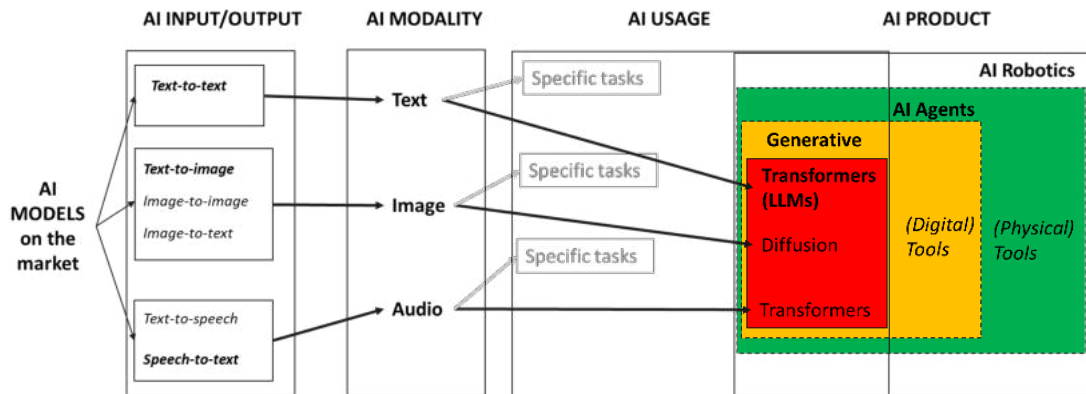 AI INPUT/OUTPUT
AI MODALITY
AI USAGE
AI PRODUCT
AI
MODELS
on the
market
Text-to-text
Text-to-image
Image-to-image
Image-to-text
Text-to-speech
Speech-to-text
Text
Image
Audio
Specific tasks
Specific tasks
Specific tasks
AI Robotics
AI Agents
Generative
Transformers
(LLMs)
Diffusion
Transformers
(Digital)
Tools
(Physical)
Tools